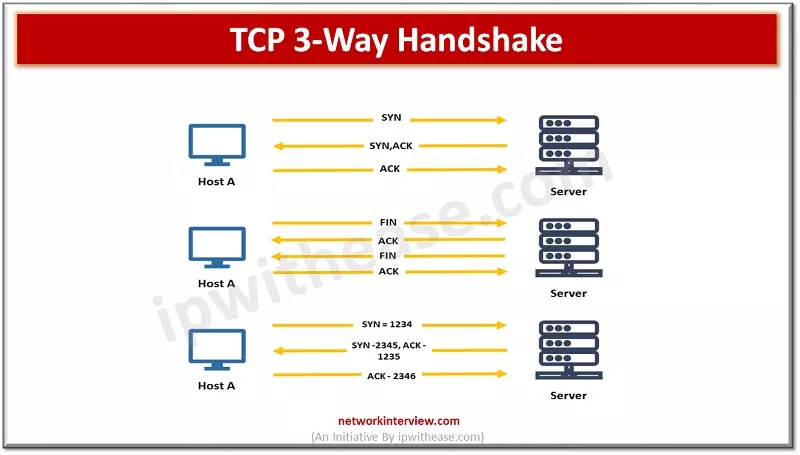 TCP 3-Way Handshake
SYN
SYN,ACK
ACK
Host A
Server
FIN
ACK
FIN
ACK
Host A
Server
SYN = 1234
SYN -2345, ACK -
1235
ACK - 2346
Host A
Server
ipwithease.com
networkinterview.com
(An Initiative By ipwithease.com)